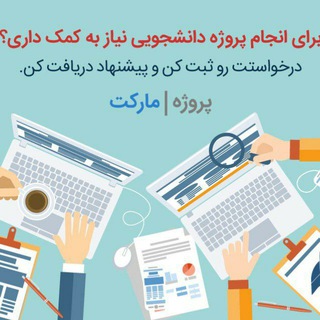 برای انجام پروژه دانشجویی نیاز به کمک داری؟
درخواستت رو ثبت کن و پیشنهاد دریافت کن.
پروژه | مارکت